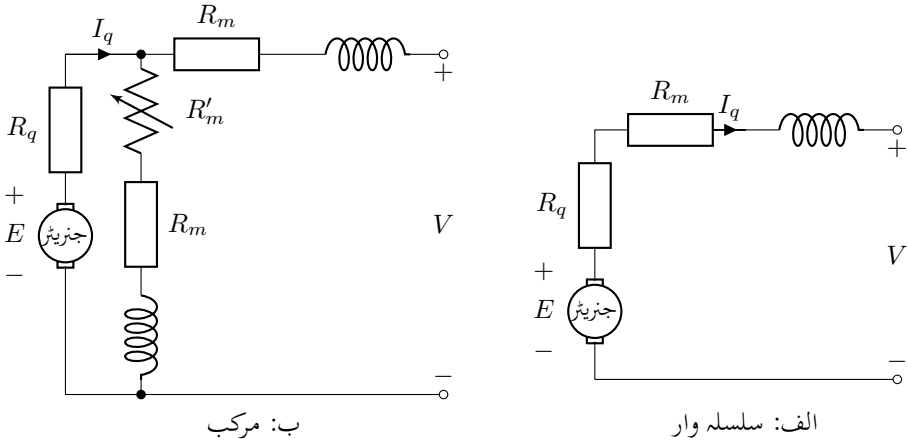 R_m
I_q
R'_m
R_q
+
E
−
جنریٹر
R_m
V
+
−
ب: مرکب
R_m
I_q
R_q
+
E
−
جنریٹر
V
+
−
الف: سلسلہ وار